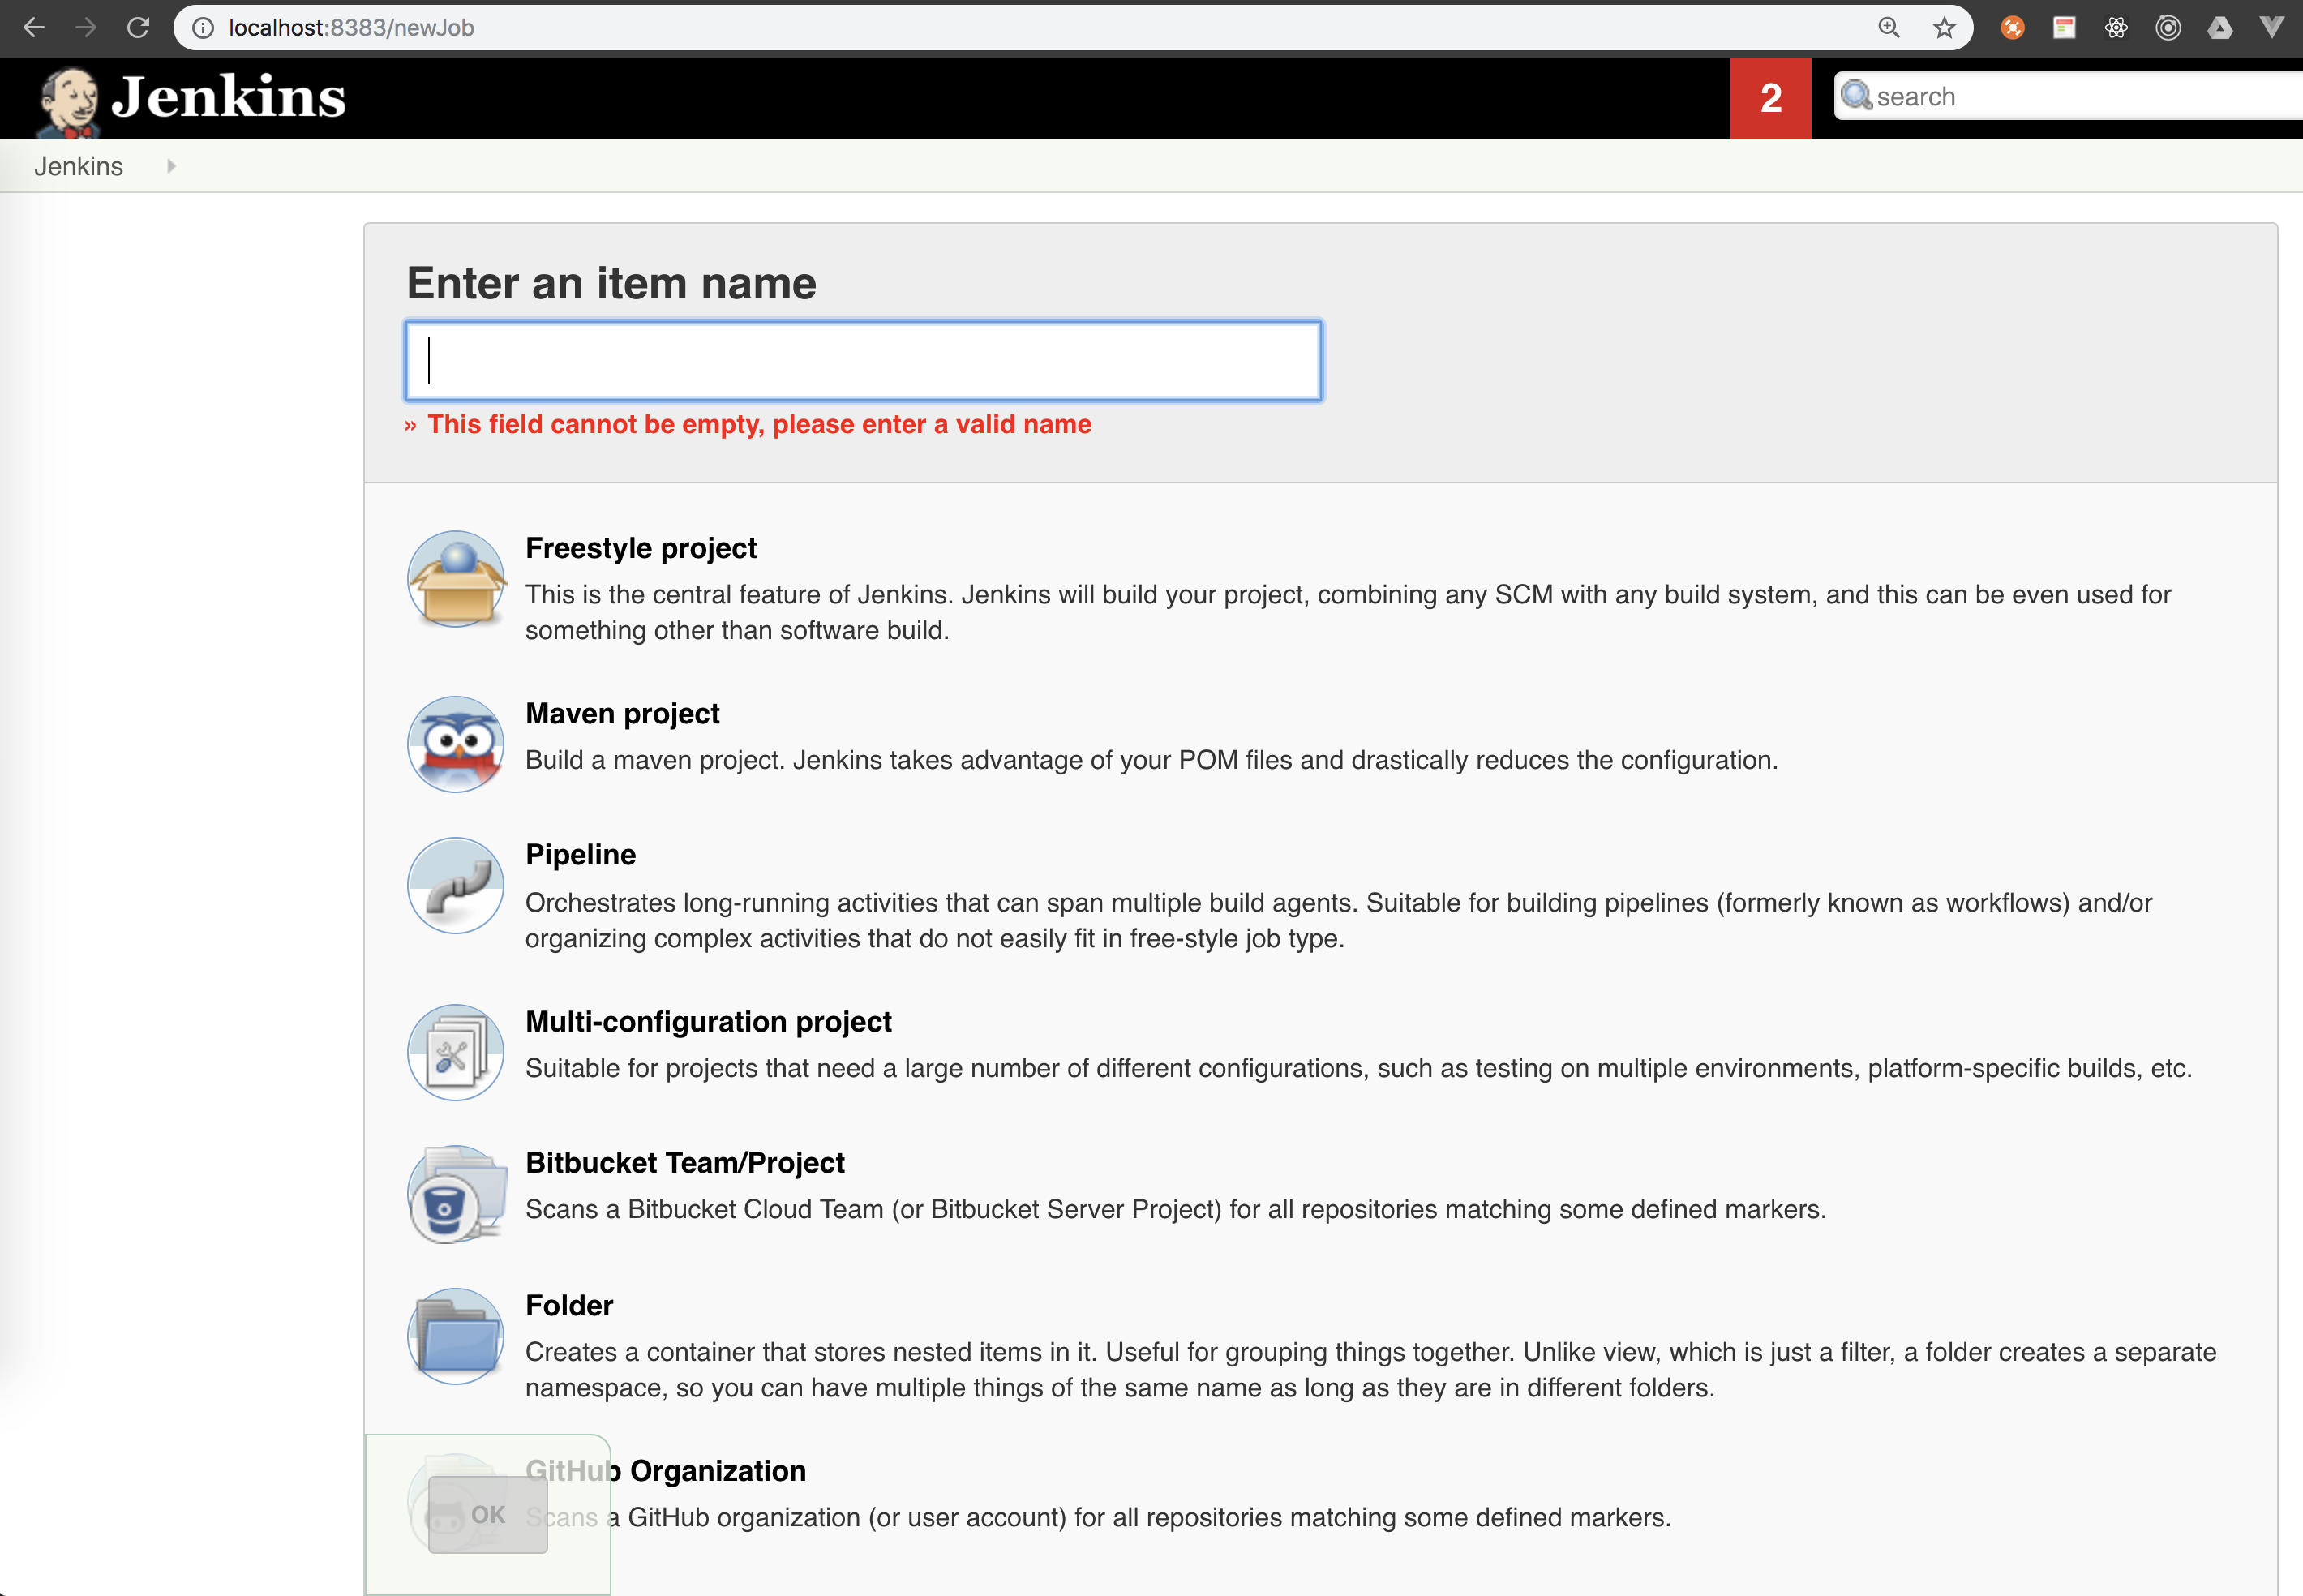 localhost:8383/newJob
Jenkins
2
search
Jenkins
Enter an item name
» This field cannot be empty, please enter a valid name
Freestyle project
This is the central feature of Jenkins. Jenkins will build your project, combining any SCM with any build system, and this can be even used for
something other than software build.
Maven project
Build a maven project. Jenkins takes advantage of your POM files and drastically reduces the configuration.
Pipeline
Orchestrates long-running activities that can span multiple build agents. Suitable for building pipelines (formerly known as workflows) and/or
organizing complex activities that do not easily fit in free-style job type.
Multi-configuration project
Suitable for projects that need a large number of different configurations, such as testing on multiple environments, platform-specific builds, etc.
Bitbucket Team/Project
Scans a Bitbucket Cloud Team (or Bitbucket Server Project) for all repositories matching some defined markers.
Folder
Creates a container that stores nested items in it. Useful for grouping things together. Unlike view, which is just a filter, a folder creates a separate
namespace, so you can have multiple things of the same name as long as they are in different folders.
GitHub Organization
OK
Scans a GitHub organization (or user account) for all repositories matching some defined markers.